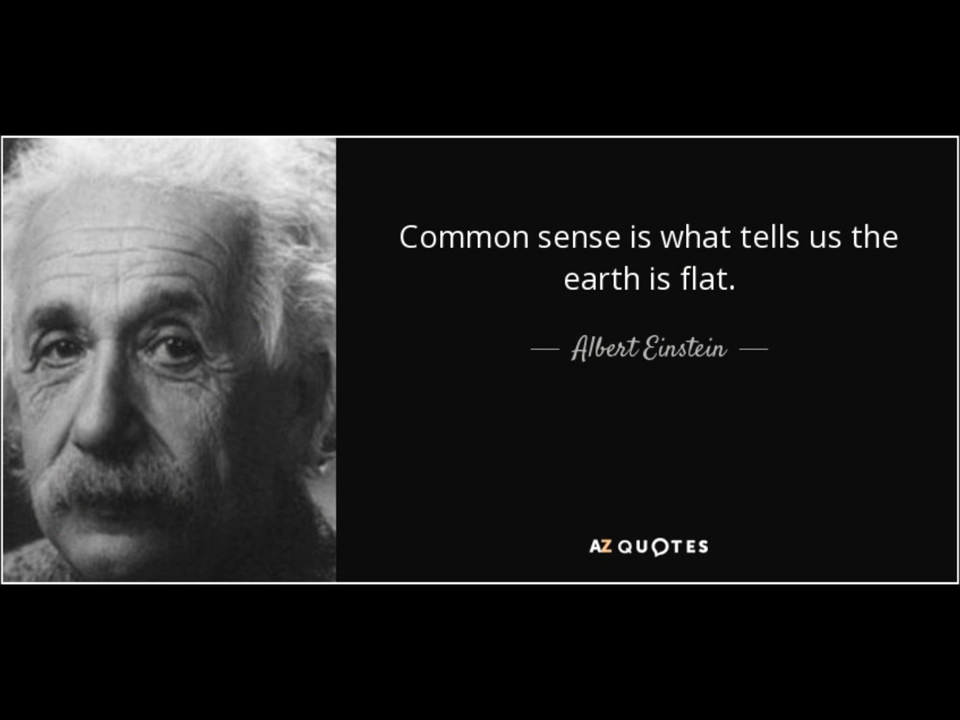 Common sense is what tells us the
earth is flat.
— Albert Einstein —
AZ QUOTES